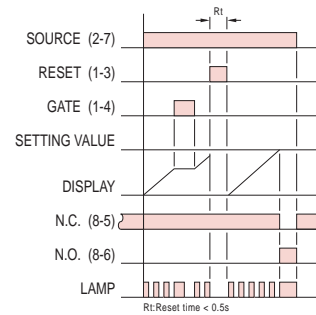 Rt
SOURCE (2-7)
RESET (1-3)
GATE (1-4)
SETTING VALUE
DISPLAY
N.C. (8-5)
N.O. (8-6)
LAMP
Rt:Reset time < 0.5s